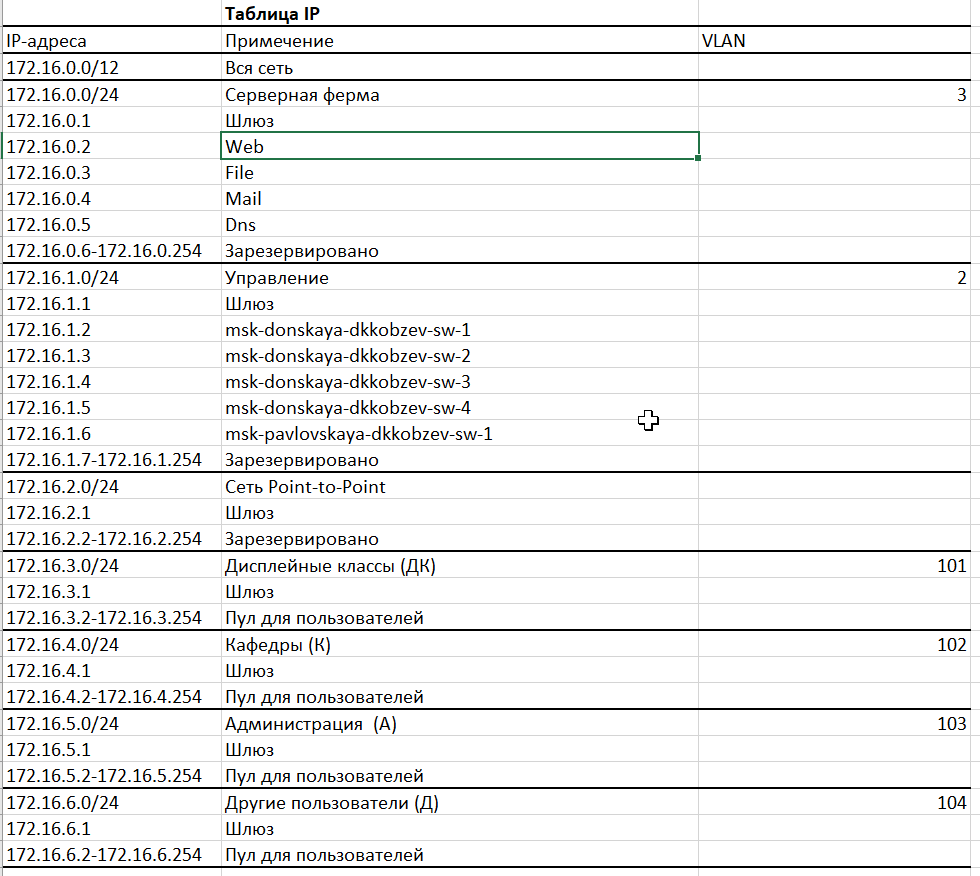 Таблица IP
IP-адреса Примечение VLAN
172.16.0.0/12 Вся сеть
172.16.0.0/24 Серверная ферма 3
172.16.0.1 Шлюз
172.16.0.2 Web
172.16.0.3 File
172.16.0.4 Mail
172.16.0.5 Dns
172.16.0.6-172.16.0.254 Зарезервировано
172.16.1.0/24 Управление 2
172.16.1.1 Шлюз
172.16.1.2 msk-donskaya-dkkobzev-sw-1
172.16.1.3 msk-donskaya-dkkobzev-sw-2
172.16.1.4 msk-donskaya-dkkobzev-sw-3
172.16.1.5 msk-donskaya-dkkobzev-sw-4
172.16.1.6 msk-pavlovskaya-dkkobzev-sw-1
172.16.1.7-172.16.1.254 Зарезервировано
172.16.2.0/24 Сеть Point-to-Point
172.16.2.1 Шлюз
172.16.2.2-172.16.2.254 Зарезервировано
172.16.3.0/24 Дисплейные классы (ДК) 101
172.16.3.1 Шлюз
172.16.3.2-172.16.3.254 Пул для пользователей
172.16.4.0/24 Кафедры (К) 102
172.16.4.1 Шлюз
172.16.4.2-172.16.4.254 Пул для пользователей
172.16.5.0/24 Администрация (А) 103
172.16.5.1 Шлюз
172.16.5.2-172.16.5.254 Пул для пользователей
172.16.6.0/24 Другие пользователи (Д) 104
172.16.6.1 Шлюз
172.16.6.2-172.16.6.254 Пул для пользователей